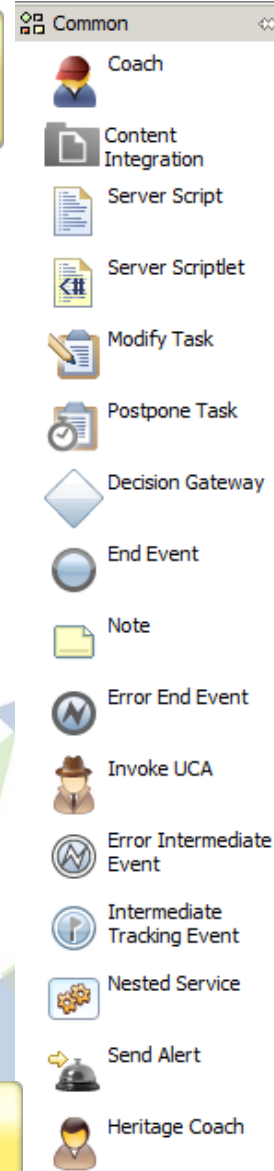 Common
Coach
Content
Integration
Server Script
Server Scriptlet
<#
Modify Task
Postpone Task
Decision Gateway
End Event
Note
Error End Event
Invoke UCA
Error Intermediate
Event
Intermediate
Tracking Event
Nested Service
Send Alert
Heritage Coach